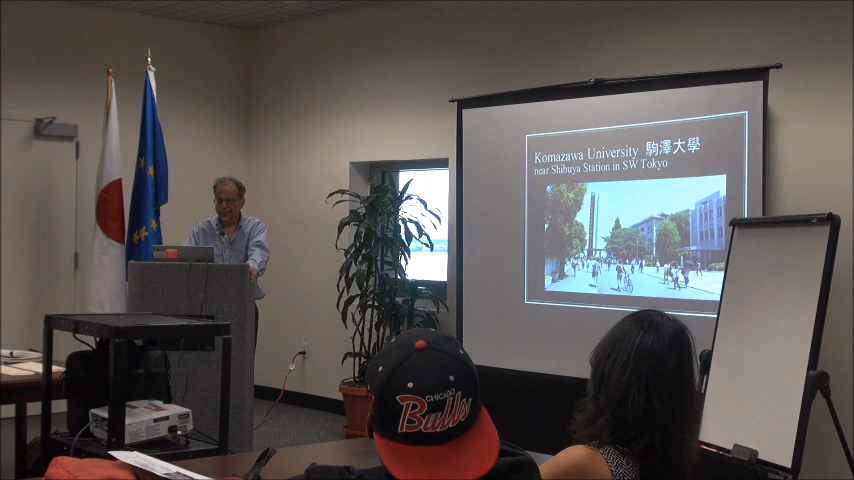 Komazawa University 駒澤大學
near Shibuya Station in SW Tokyo
CHICAGO
Bulls